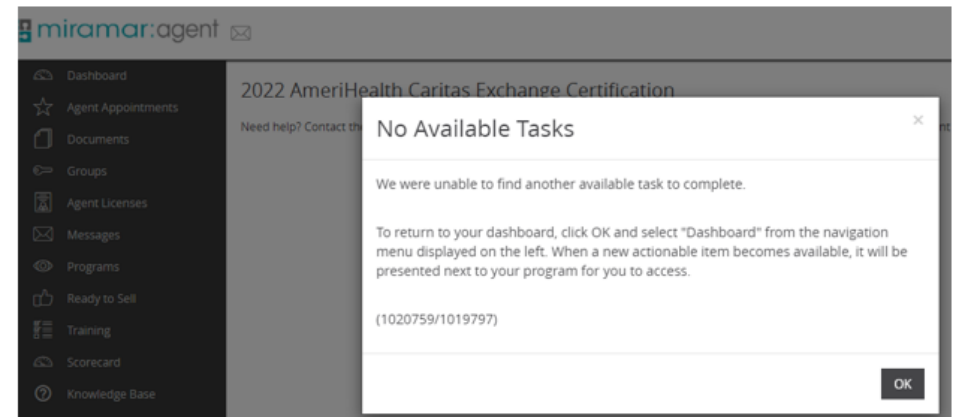 miramar:agent
Dashboard
Agent Appointments
Documents
Groups
Agent Licenses
Messages
Programs
Ready to Sell
Training
Scorecard
Knowledge Base
2022 AmeriHealth Caritas Exchange Certification
Need help? Contact th
nt
No Available Tasks
×
We were unable to find another available task to complete.
To return to your dashboard, click OK and select "Dashboard" from the navigation
menu displayed on the left. When a new actionable item becomes available, it will be
presented next to your program for you to access.
(1020759/1019797)
OK